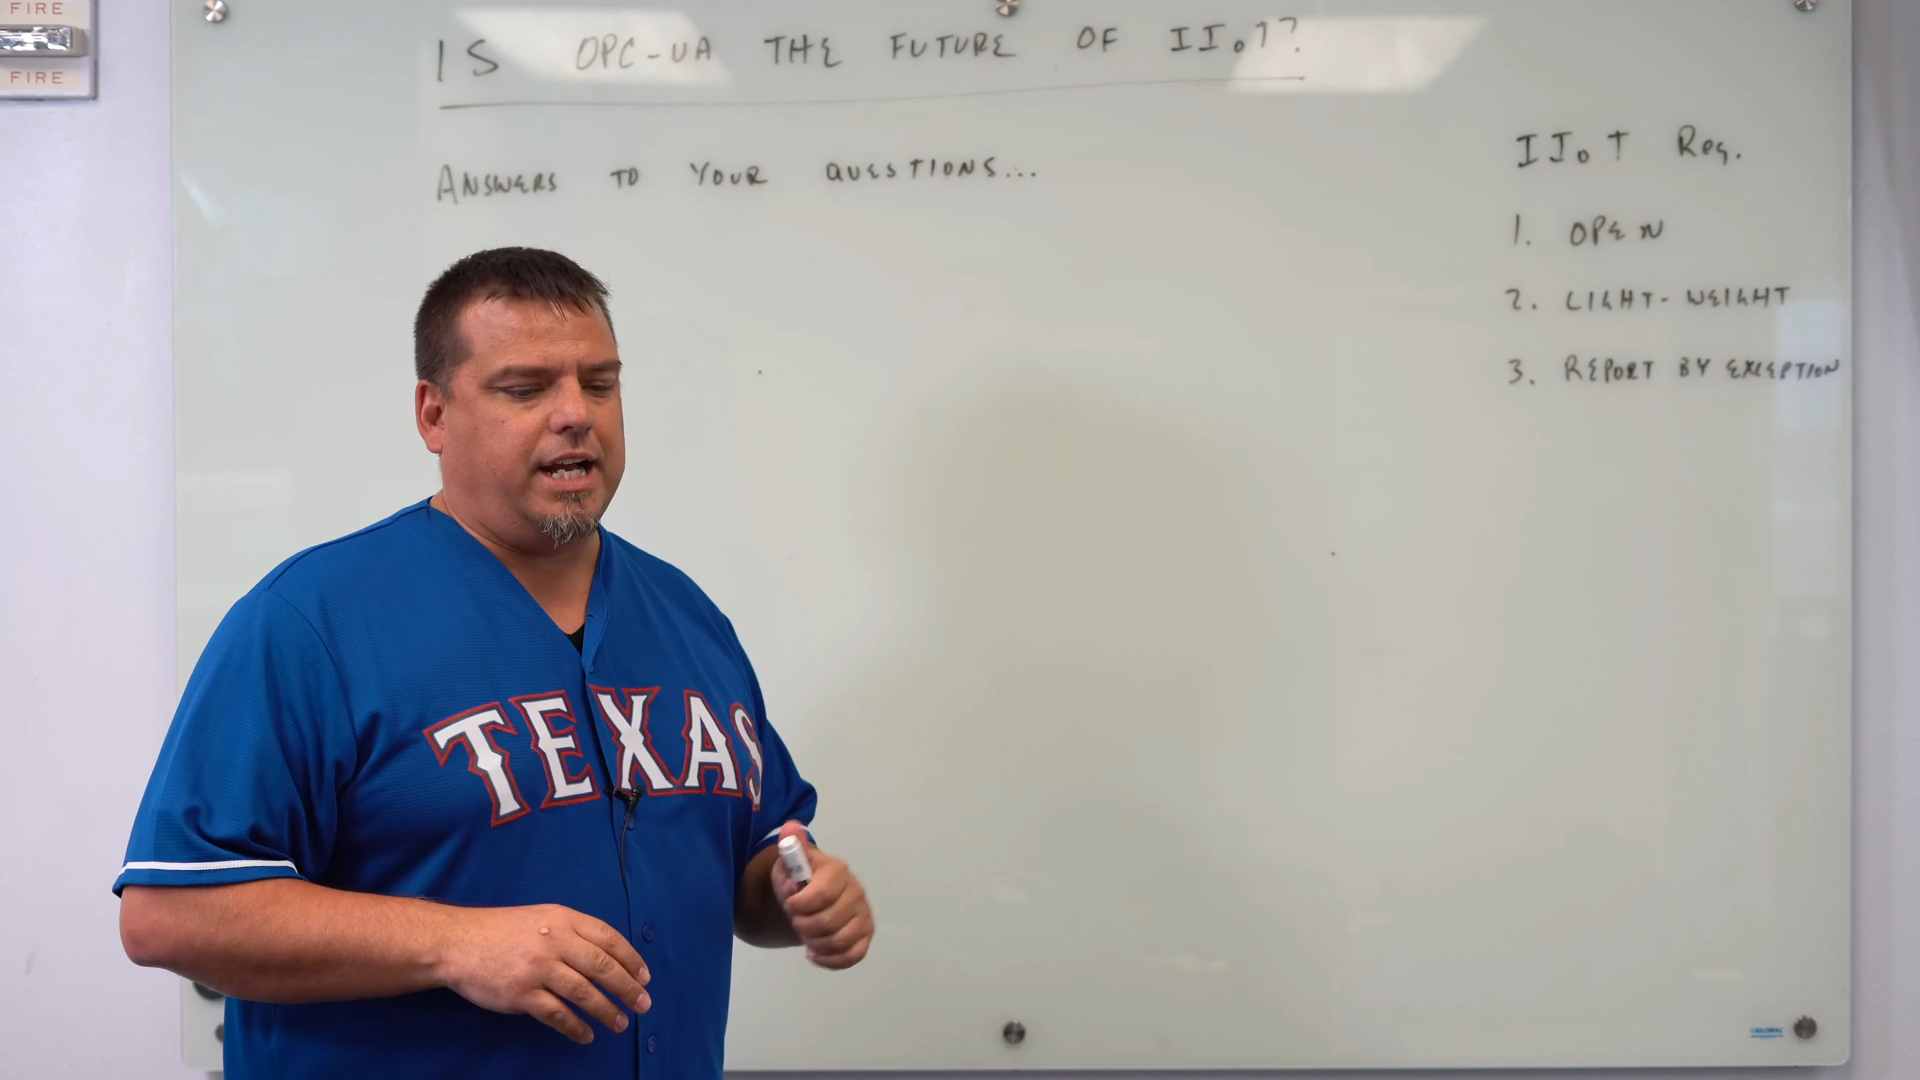 FIRE
FIRE
IS OPC-UA THE FUTURE OF IIoT?
ANSWERS TO YOUR QUESTIONS...
IIoT Req.
1. OPEN
2. LIGHT-WEIGHT
3. REPORT BY EXCEPTION
TEXAS